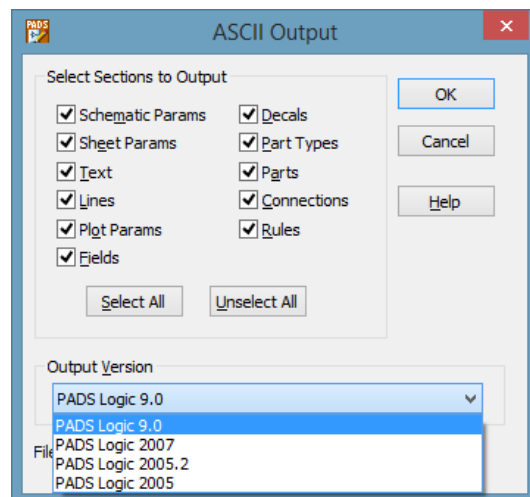 PADS
ASCII Output
Select Sections to Output
Schematic Params
Decals
Sheet Params
Part Types
Text
Parts
Lines
Connections
Plot Params
Rules
Fields
Select All
Unselect All
OK
Cancel
Help
Output Version
PADS Logic 9.0
PADS Logic 9.0
PADS Logic 2007
PADS Logic 2005.2
PADS Logic 2005